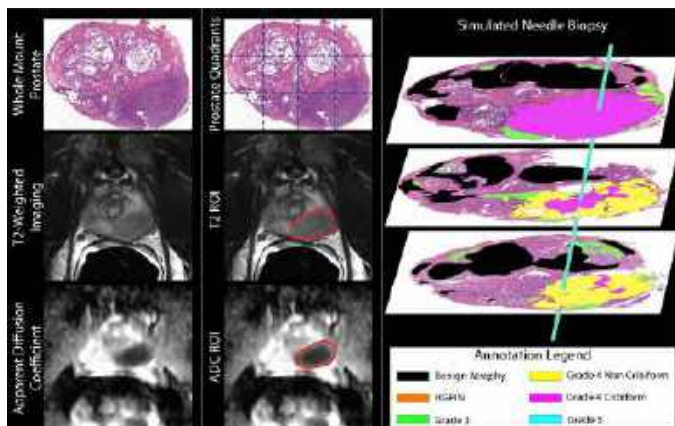 Whole Mount
Prostate
Prostate Quadrants
Simulated Needle Biopsy
T2-Weighted
Imaging
T2 ROI
Apparent Diffusion
Coefficient
ADC ROI
Annotation Legend
Benign Atrophy
Grade 4 Non Cribiform
HGPIN
Grade 4 Cribiform
Grade 3
Grade 5